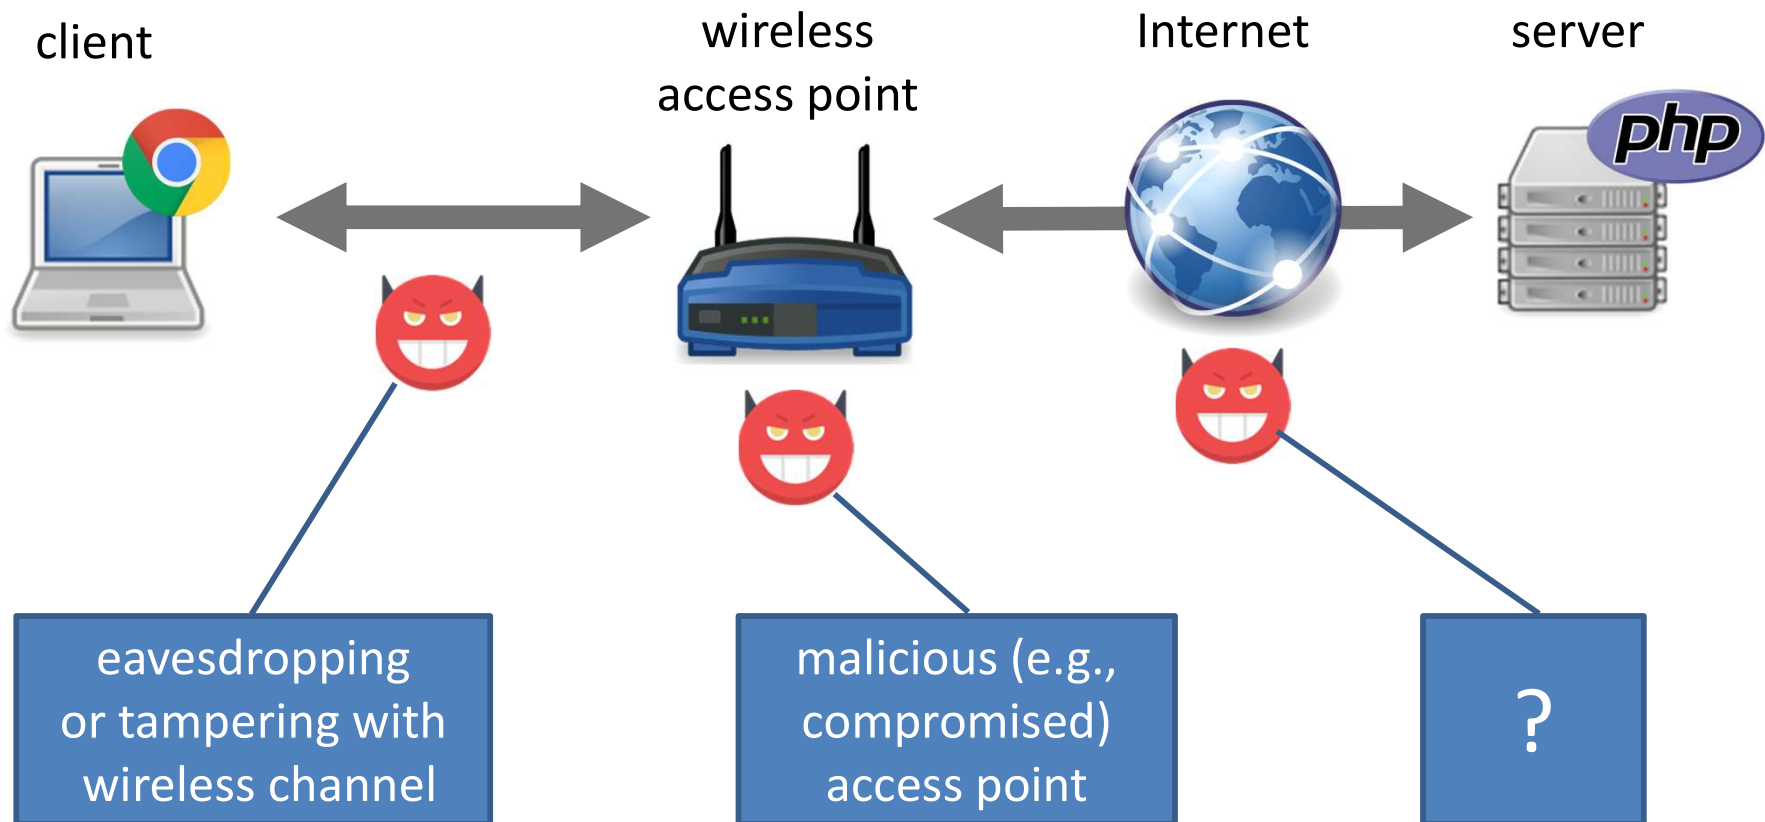 client
wireless
access point
Internet
server
php
eavesdropping
or tampering with
wireless channel
malicious (e.g.,
compromised)
access point
?